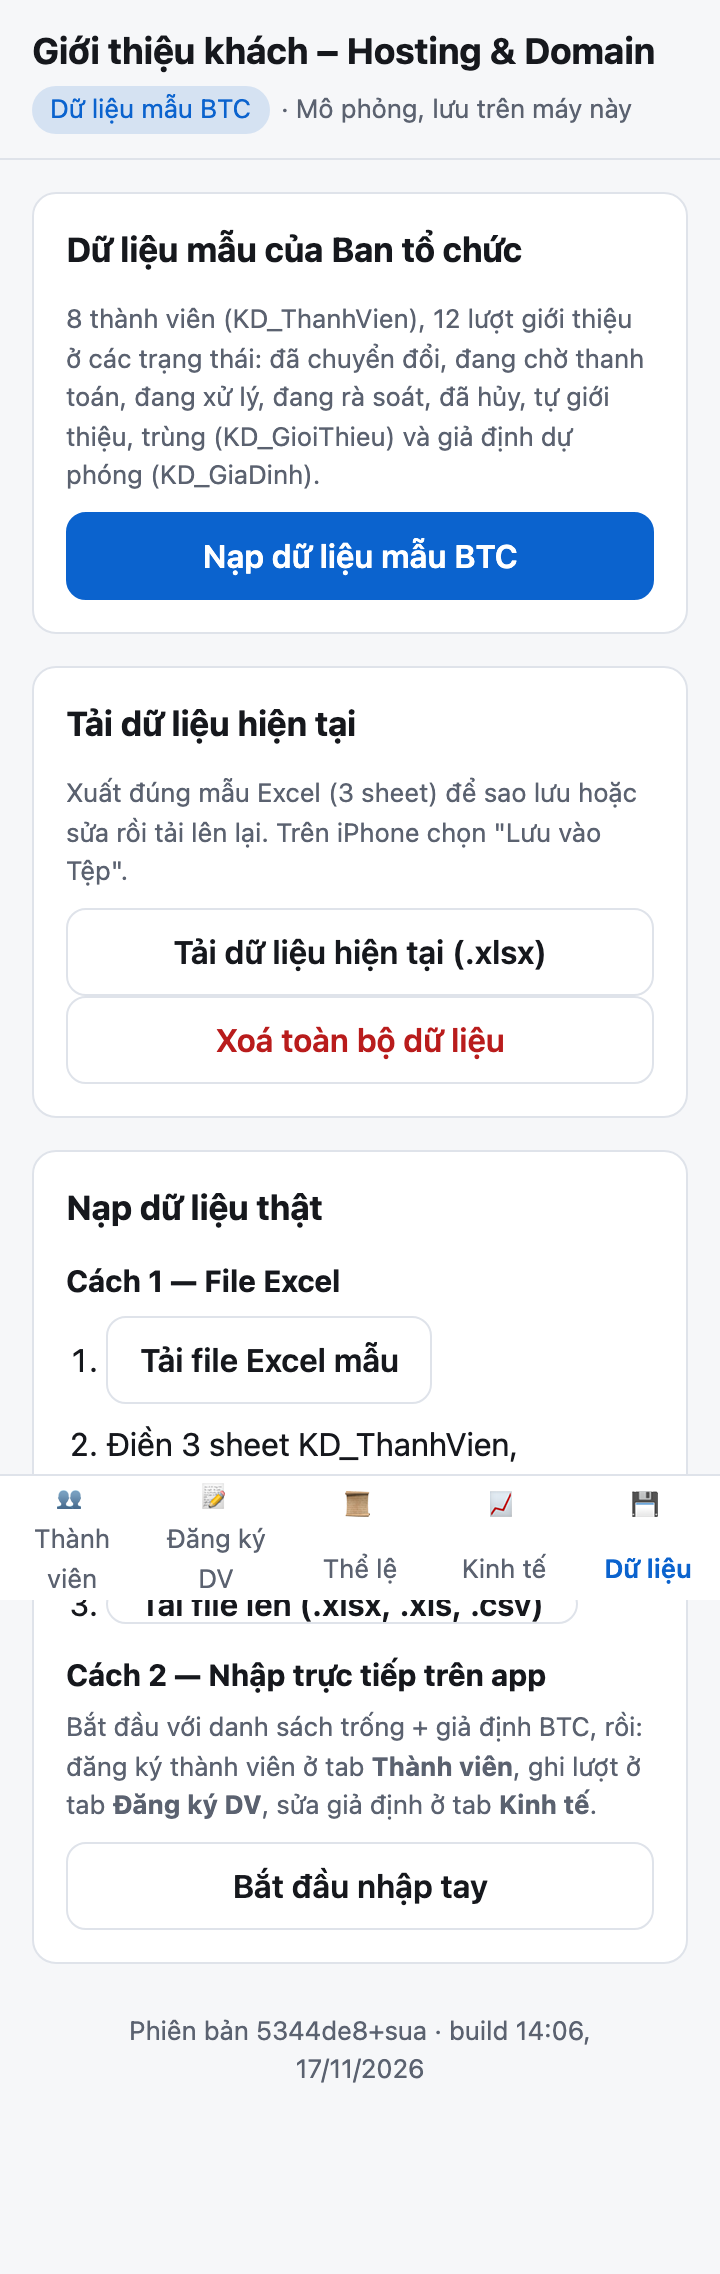 Giới thiệu khách – Hosting & Domain
Dữ liệu mẫu BTC · Mô phỏng, lưu trên máy này
Dữ liệu mẫu của Ban tổ chức
8 thành viên (KD_ThanhVien), 12 lượt giới thiệu
ở các trạng thái: đã chuyển đổi, đang chờ thanh
toán, đang xử lý, đang rà soát, đã hủy, tự giới
thiệu, trùng (KD_GioiThieu) và giả định dự
phóng (KD_GiaDinh).
Nạp dữ liệu mẫu BTC
Tải dữ liệu hiện tại
Xuất đúng mẫu Excel (3 sheet) để sao lưu hoặc
sửa rồi tải lên lại. Trên iPhone chọn "Lưu vào
Tệp".
Tải dữ liệu hiện tại (.xlsx)
Xoá toàn bộ dữ liệu
Nạp dữ liệu thật
Cách 1 — File Excel
1. Tải file Excel mẫu
2. Điền 3 sheet KD_ThanhVien,
Thành viên
Đăng ký DV
Thể lệ
Kinh tế
Dữ liệu
3. Tải file lên (.xlsx, .xls, .csv)
Cách 2 — Nhập trực tiếp trên app
Bắt đầu với danh sách trống + giả định BTC, rồi:
đăng ký thành viên ở tab Thành viên, ghi lượt ở
tab Đăng ký DV, sửa giả định ở tab Kinh tế.
Bắt đầu nhập tay
Phiên bản 5344de8+sua · build 14:06,
17/11/2026